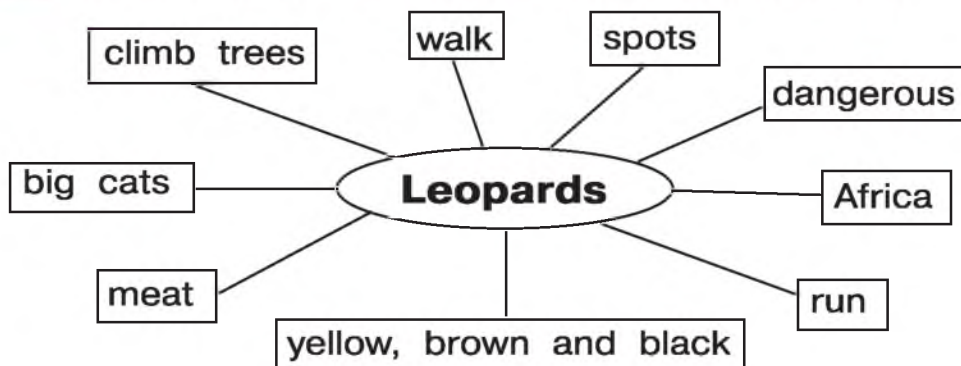 walk
spots
climb trees
dangerous
big cats
Leopards
Africa
meat
run
yellow, brown and black